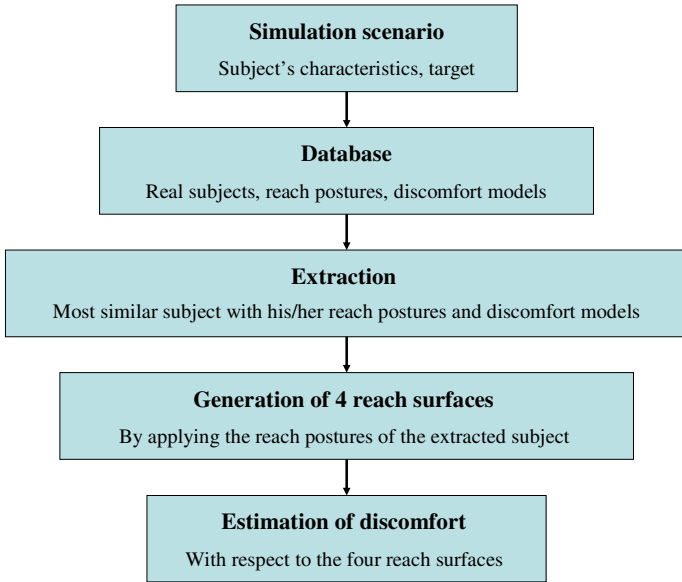 Simulation scenario
Subject’s characteristics, target
Database
Real subjects, reach postures, discomfort models
Extraction
Most similar subject with his/her reach postures and discomfort models
Generation of 4 reach surfaces
By applying the reach postures of the extracted subject
Estimation of discomfort
With respect to the four reach surfaces